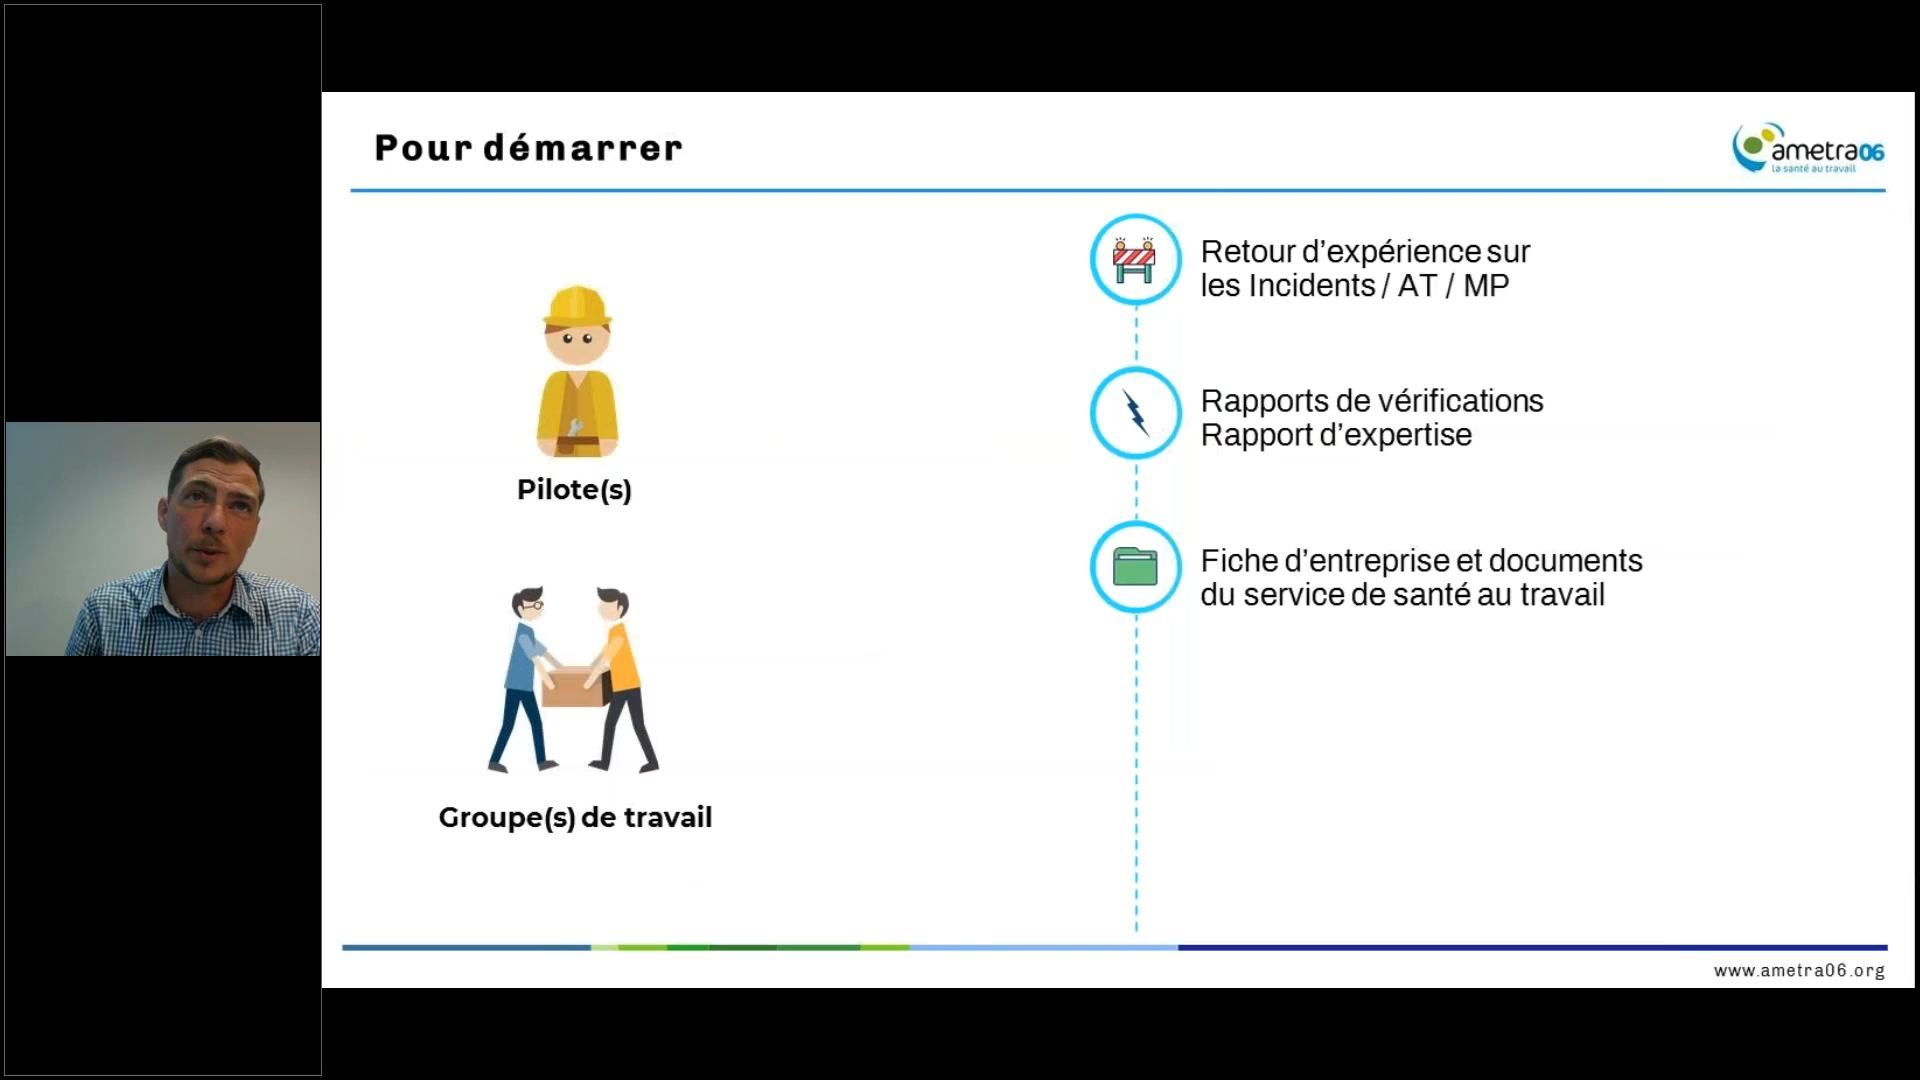 Pour démarrer
ametra06
la santé au travail
Pilote(s)
Groupe(s) de travail
Retour d’expérience sur
les Incidents / AT / MP
Rapports de vérifications
Rapport d’expertise
Fiche d’entreprise et documents
du service de santé au travail
www.ametra06.org